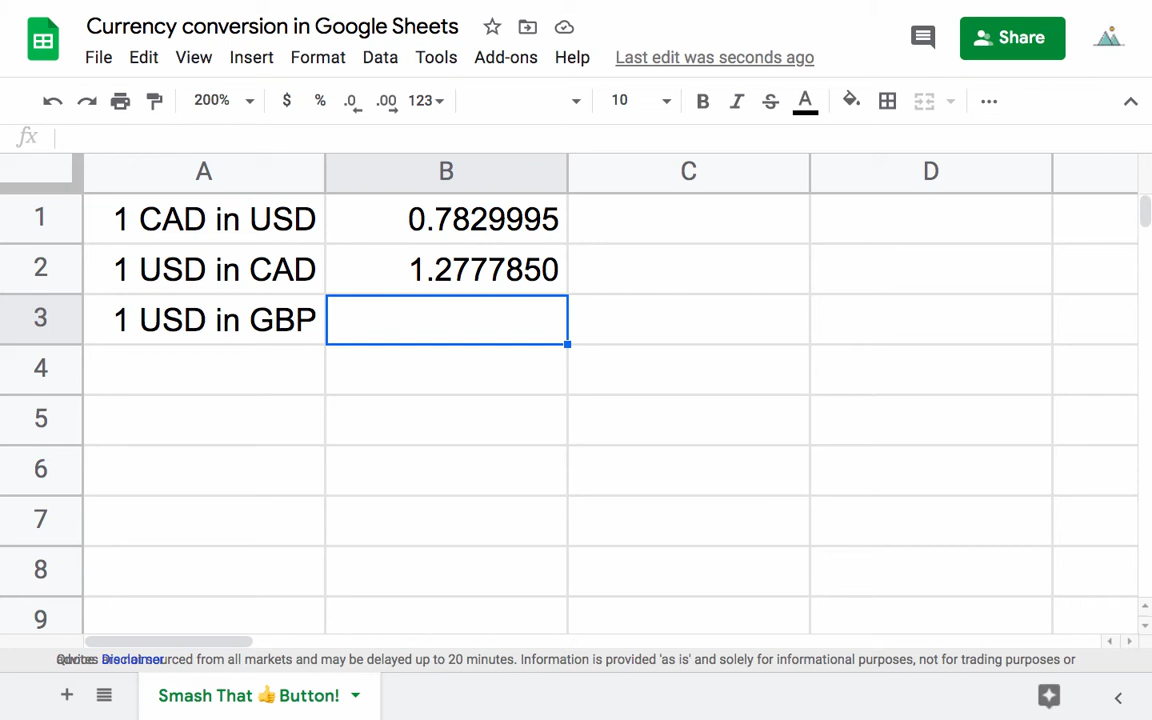 Currency conversion in Google Sheets
File Edit View Insert Format Data Tools Add-ons Help Last edit was seconds ago
Share
200% $ % .0 .00 123 10 B I S A
fx
A B C D
1 1 CAD in USD 0.7829995
2 1 USD in CAD 1.2777850
3 1 USD in GBP
4
5
6
7
8
9
Disclaimer sourced from all markets and may be delayed up to 20 minutes. Information is provided 'as is' and solely for informational purposes, not for trading purposes or
Smash That 👍 Button!